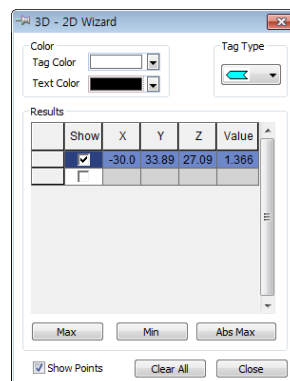 3D - 2D Wizard
Color
Tag Type
Tag Color
Text Color
Results
Show X Y Z Value
-30.0 33.89 27.09 1.366
Max Min Abs Max
Show Points Clear All Close